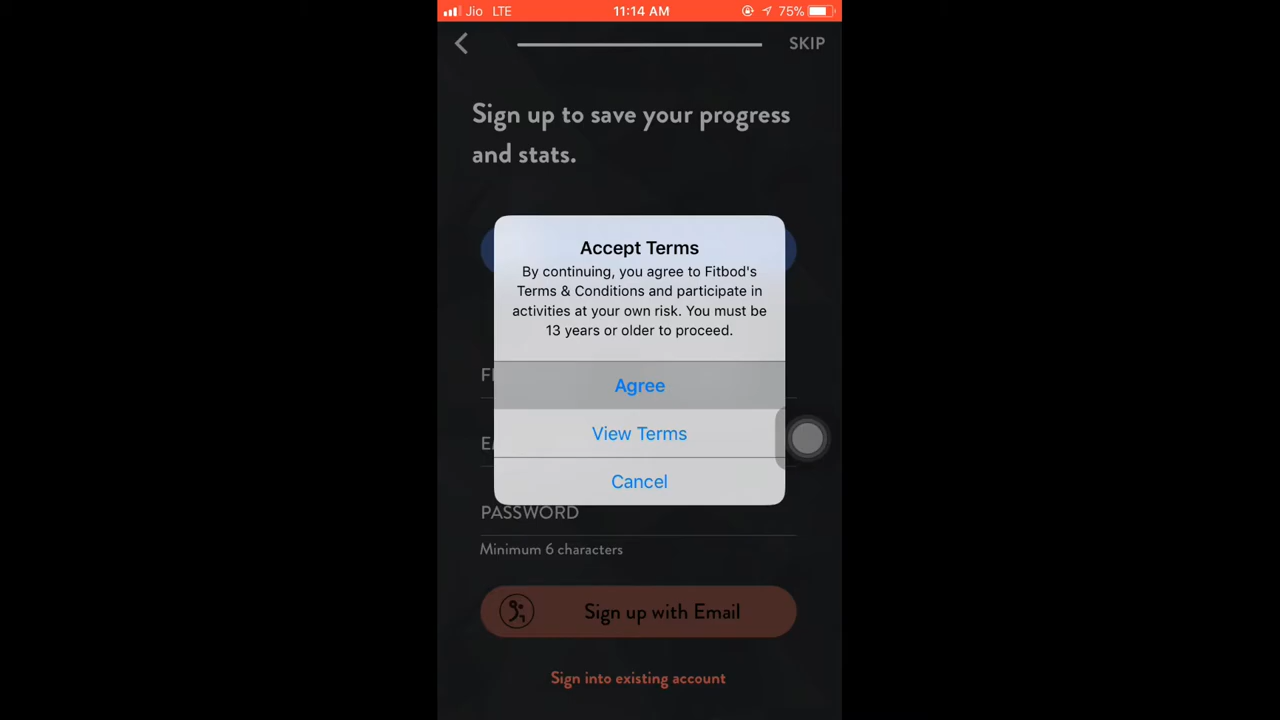 Jio LTE 11:14 AM 75%
SKIP
Sign up to save your progress
and stats.
Accept Terms
By continuing, you agree to Fitbod's
Terms & Conditions and participate in
activities at your own risk. You must be
13 years or older to proceed.
Agree
View Terms
Cancel
PASSWORD
Minimum 6 characters
Sign up with Email
Sign into existing account